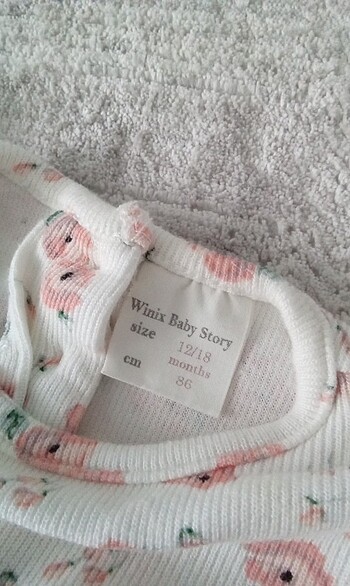 Winix Baby Story
size 12/18
months
cm 86